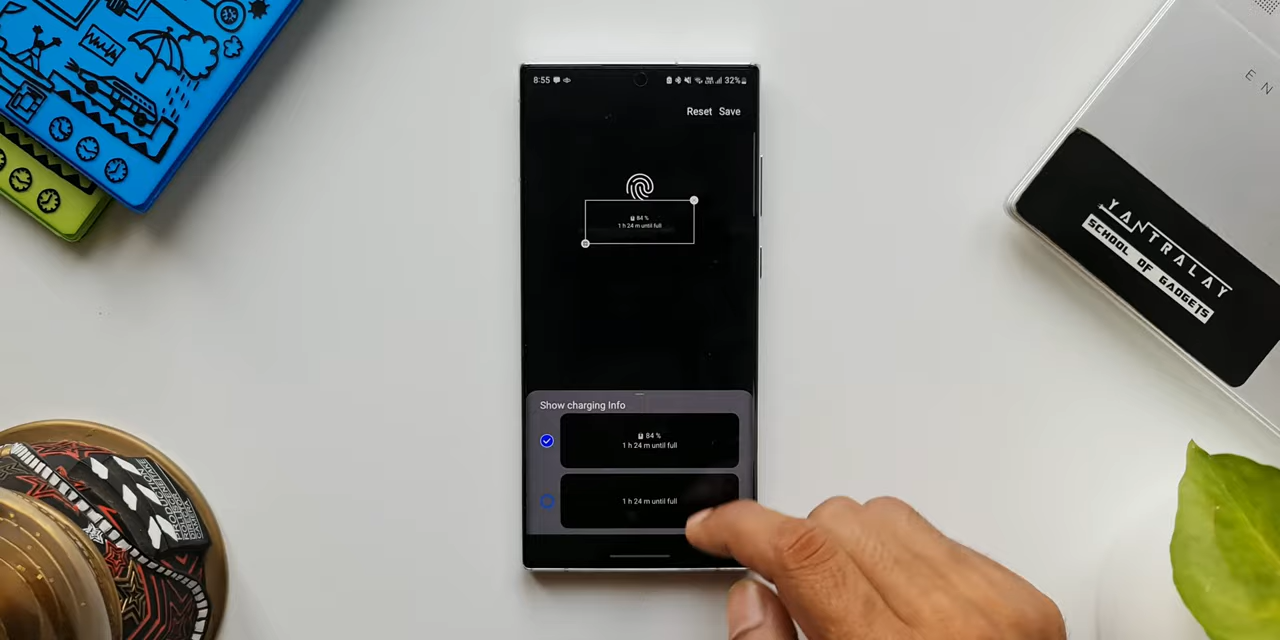 8:55
32%
Reset Save
84 %
1 h 24 m until full
Show charging Info
84 %
1 h 24 m until full
1 h 24 m until full
EN
YANTRALAY
SCHOOL OF GADGETS